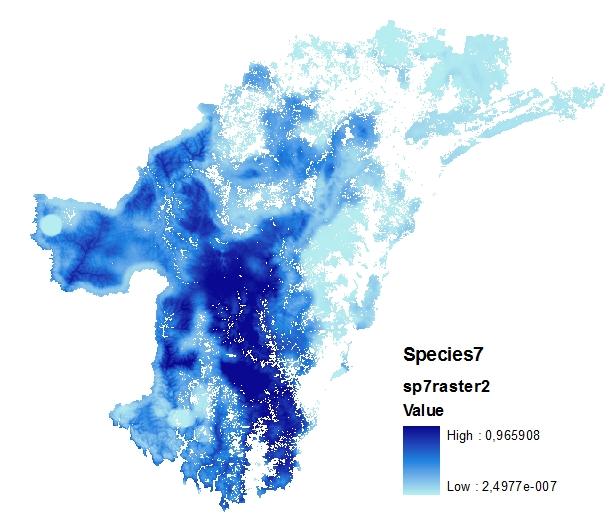 Species7
sp7raster2
Value
High : 0,965908
Low : 2,4977e-007